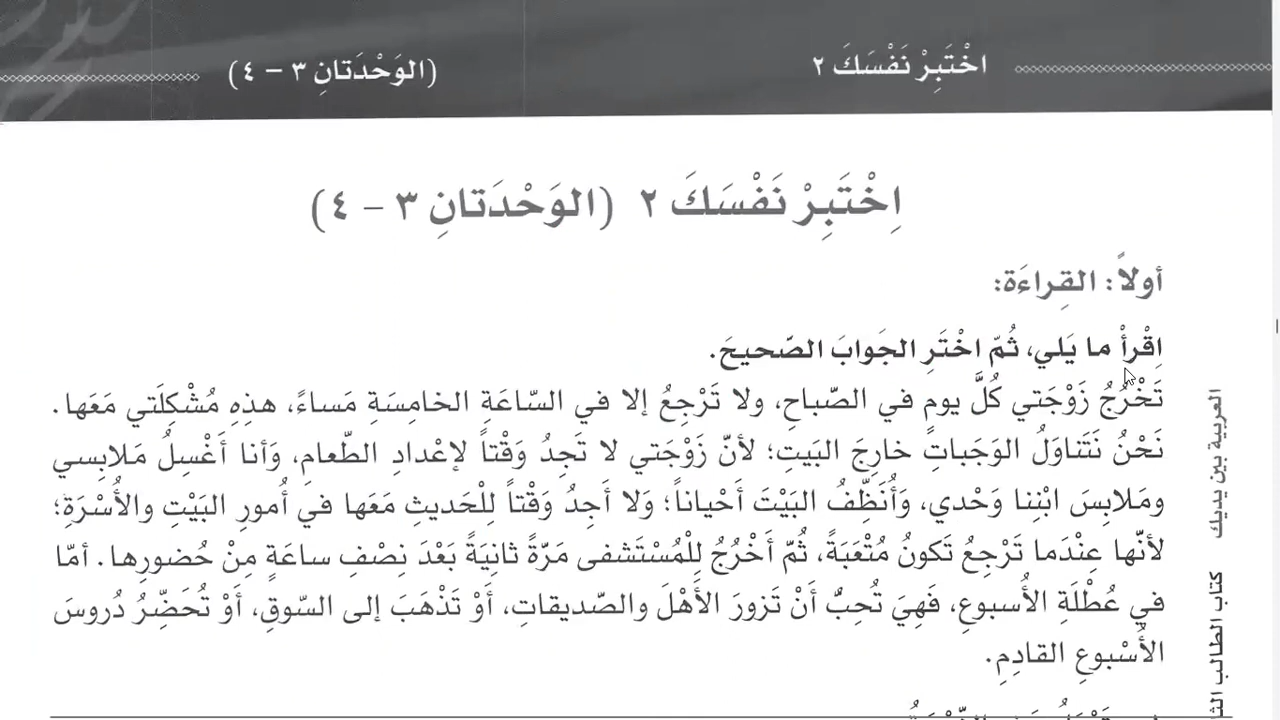 اخْتَبِرْ نَفْسَكَ ٢ (الوَحْدَتانِ ٣ – ٤)
اِخْتَبِرْ نَفْسَكَ ٢ (الوَحْدَتانِ ٣ – ٤)
أولاً: القِراءَة:
اِقْرأْ ما يَلي، ثُمّ اخْتَرِ الجَوابَ الصّحيحَ.
تَخْرُجُ زَوْجَتي كُلَّ يومٍ في الصّباحِ، ولا تَرْجِعُ إلا في السّاعَةِ الخامِسَةِ مَساءً، هذهِ مُشْكِلَتي مَعَها.
نَحْنُ نَتَناوَلُ الوَجَباتِ خارِجَ البَيتِ؛ لأنّ زَوْجَتي لا تَجِدُ وَقْتاً لإعْدادِ الطّعامِ، وَأنا أَغْسِلُ مَلابِسي
ومَلابِسَ ابْنِنا وَحْدي، وَأُنَظِّفُ البَيْتَ أَحْياناً؛ وَلا أَجِدُ وَقْتاً لِلْحَديثِ مَعَها في أُمورِ البَيْتِ والأُسْرَةِ؛
لأنّها عِنْدَما تَرْجِعُ تَكونُ مُتْعَبَةً، ثُمّ أَخْرُجُ لِلْمُسْتَشفى مَرّةً ثانِيَةً بَعْدَ نِصْفِ ساعَةٍ مِنْ حُضورِها. أمّا
في عُطْلَةِ الأُسبوعِ، فَهِيَ تُحِبُّ أَنْ تَزورَ الأَهْلَ والصّديقاتِ، أَوْ تَذْهَبَ إلى السّوقِ، أَوْ تُحَضِّرُ دُروسَ
الأُسْبوعِ القادِمِ.
العربية بين يديك كتاب الطالب